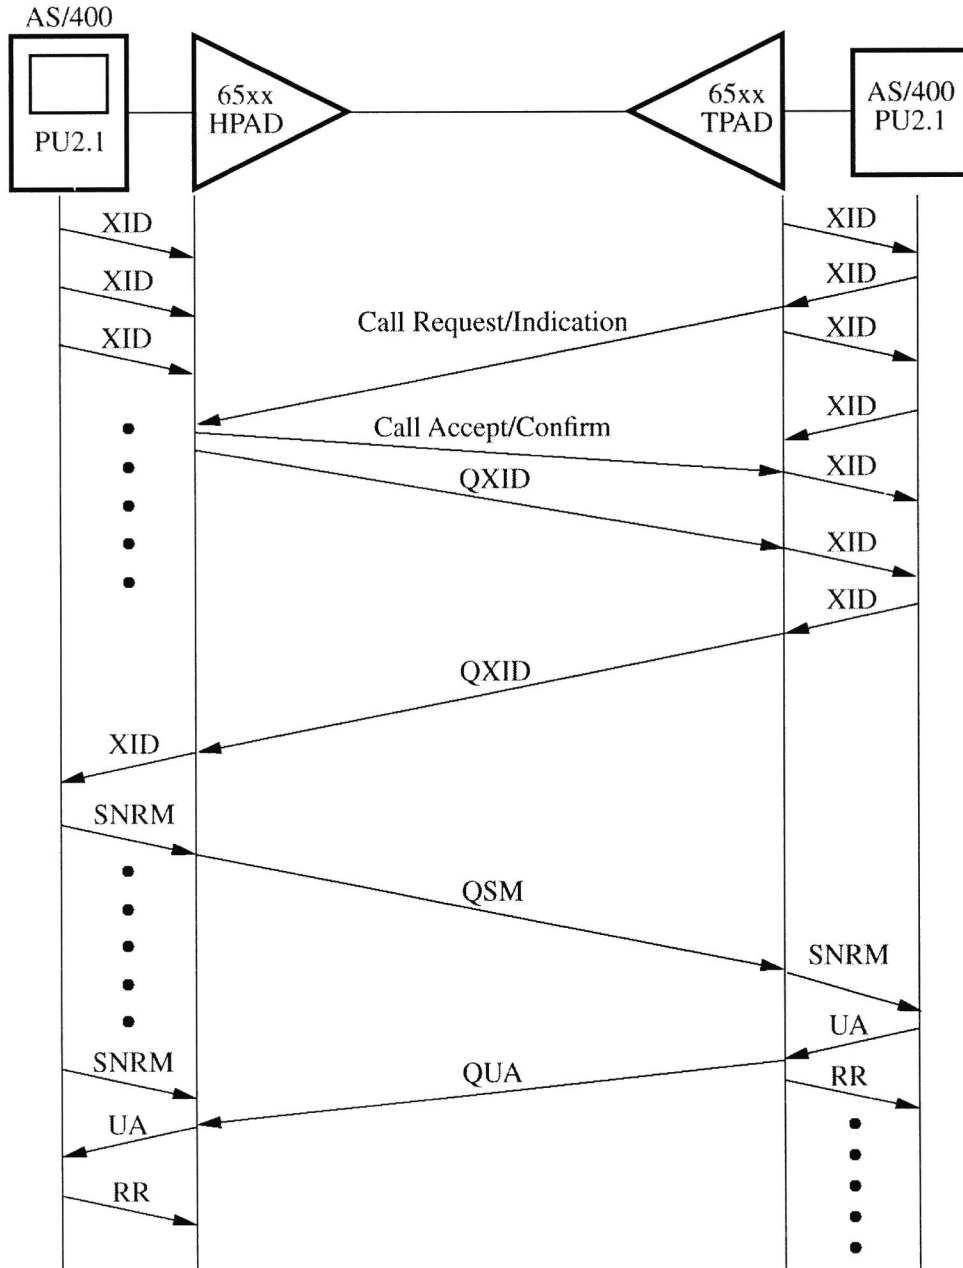 AS/400
PU2.1
65xx
HPAD
65xx
TPAD
AS/400
PU2.1
XID
XID
XID
XID
XID
Call Request/Indication
XID
XID
Call Accept/Confirm
XID
QXID
XID
XID
QXID
XID
SNRM
QSM
SNRM
UA
SNRM
QUA
RR
UA
RR